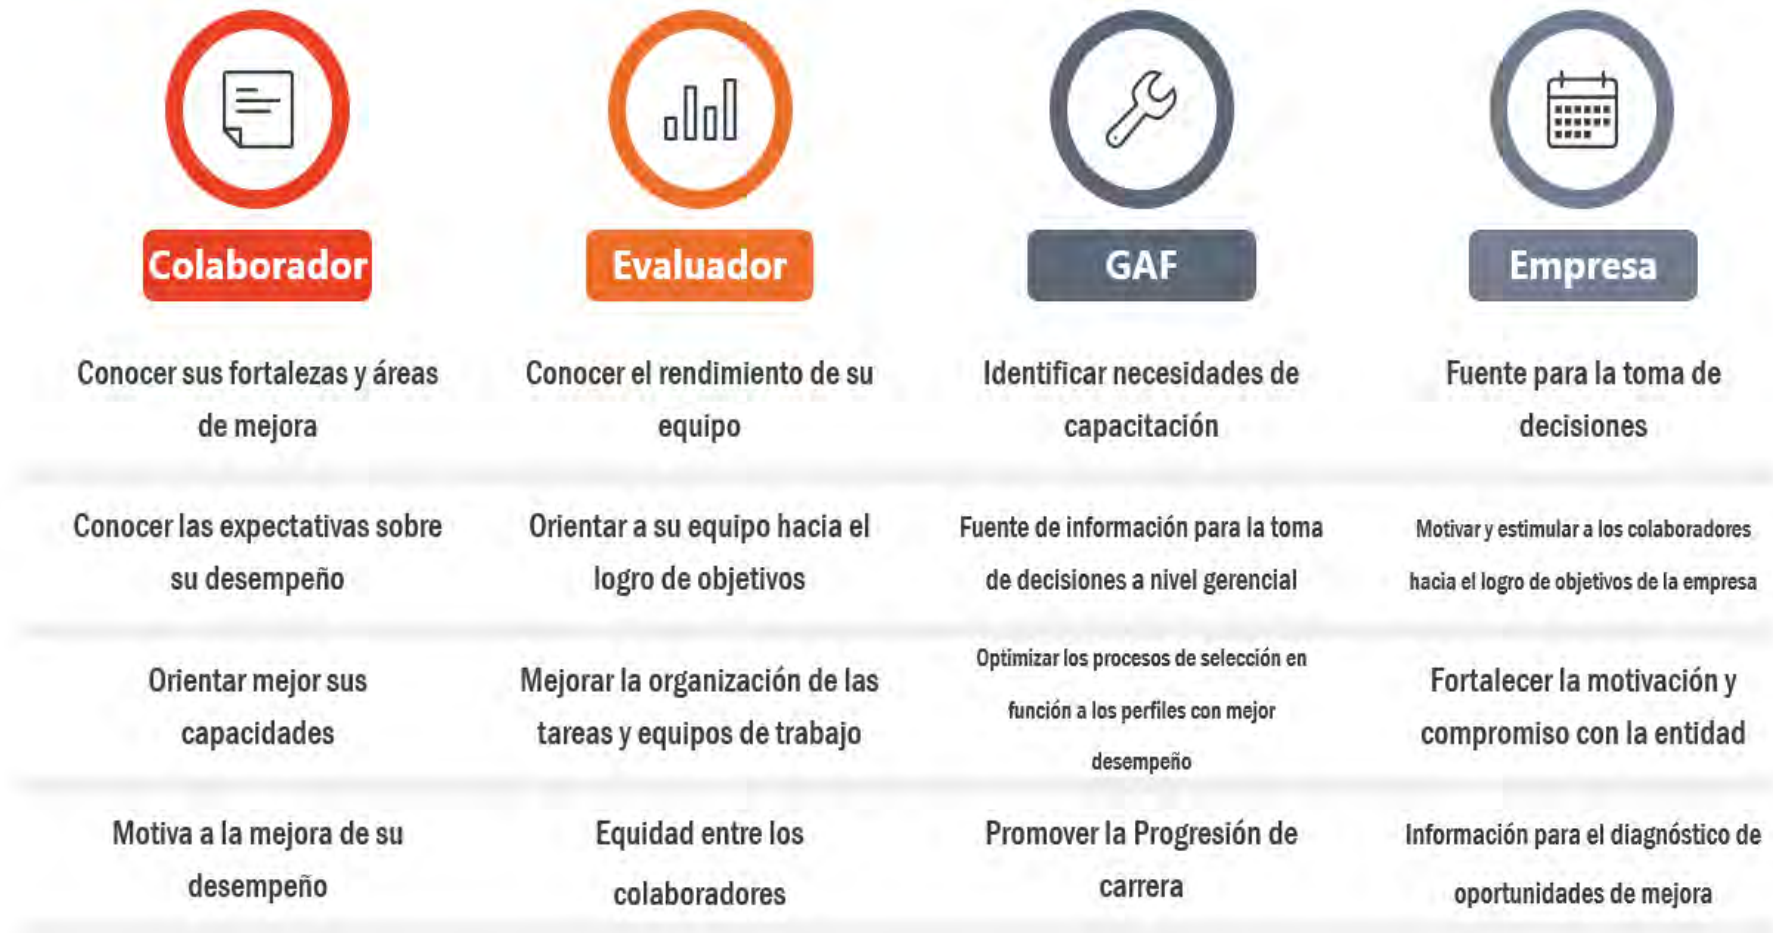 Colaborador
Evaluador
GAF
Empresa
Conocer sus fortalezas y áreas
de mejora
Conocer el rendimiento de su
equipo
Identificar necesidades de
capacitación
Fuente para la toma de
decisiones
Conocer las expectativas sobre
su desempeño
Orientar a su equipo hacia el
logro de objetivos
Fuente de información para la toma
de decisiones a nivel gerencial
Motivar y estimular a los colaboradores
hacia el logro de objetivos de la empresa
Orientar mejor sus
capacidades
Mejorar la organización de las
tareas y equipos de trabajo
Optimizar los procesos de selección en
función a los perfiles con mejor
desempeño
Fortalecer la motivación y
compromiso con la entidad
Motiva a la mejora de su
desempeño
Equidad entre los
colaboradores
Promover la Progresión de
carrera
Información para el diagnóstico de
oportunidades de mejora